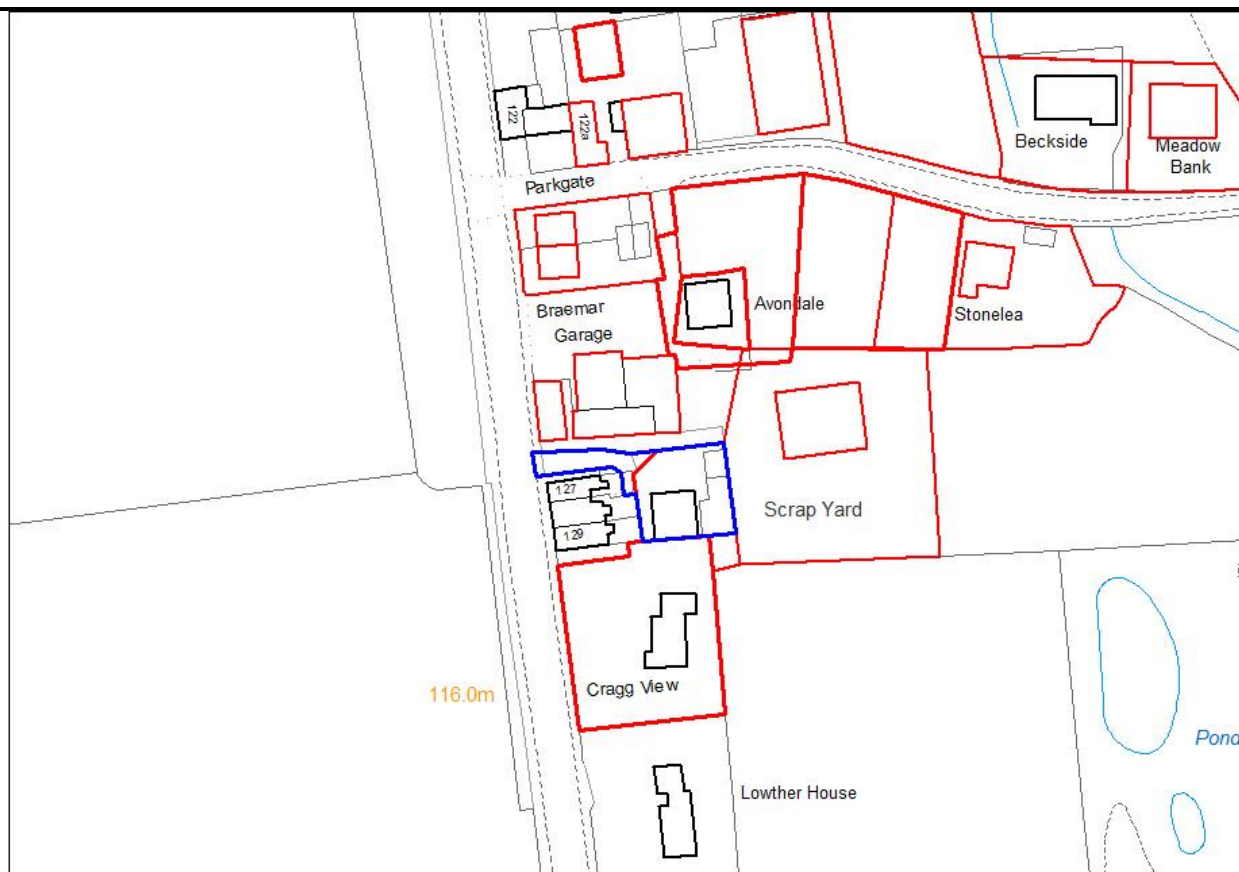 122
122a
Beckside
Meadow
Bank
Parkgate
Braemar
Garage
Avondale
Stonelea
127
129
Scrap Yard
116.0m
Cragg View
Pond
Lowther House